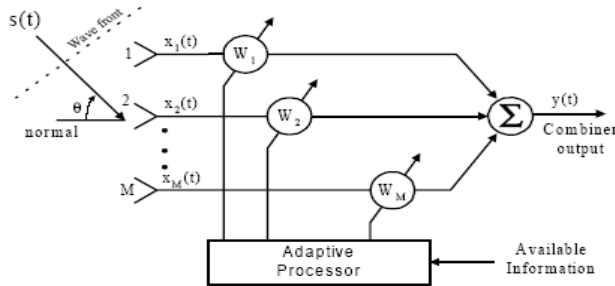 s(t)
Wave front
θ
normal
1
x1(t)
W1
2
x2(t)
W2
M
xM(t)
WM
Σ
y(t)
Combiner
output
Adaptive
Processor
Available
Information